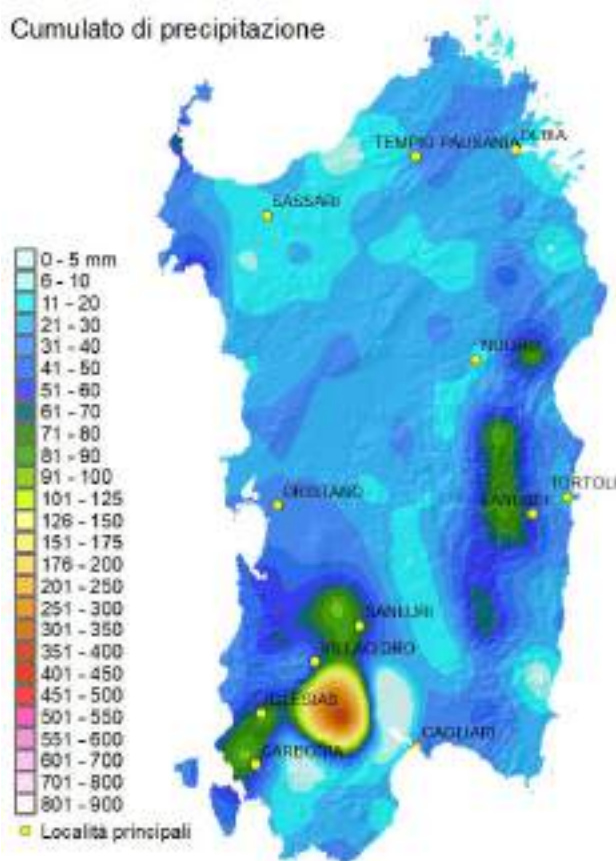 Cumulato di precipitazione
TEMPIO PAUSANIA
OLBIA
SASSARI
0 - 5 mm
6 - 10
11 - 20
21 - 30
31 - 40
41 - 50
51 - 60
61 - 70
71 - 80
81 - 90
91 - 100
101 - 125
126 - 150
151 - 175
176 - 200
201 - 250
251 - 300
301 - 350
351 - 400
401 - 450
451 - 500
501 - 550
551 - 600
601 - 700
701 - 800
801 - 900
Località principali
NUORO
ORISTANO
TORTOLI
LANUSEI
SANLURI
VILLACIDRO
IGLESIAS
CARBONIA
CAGLIARI